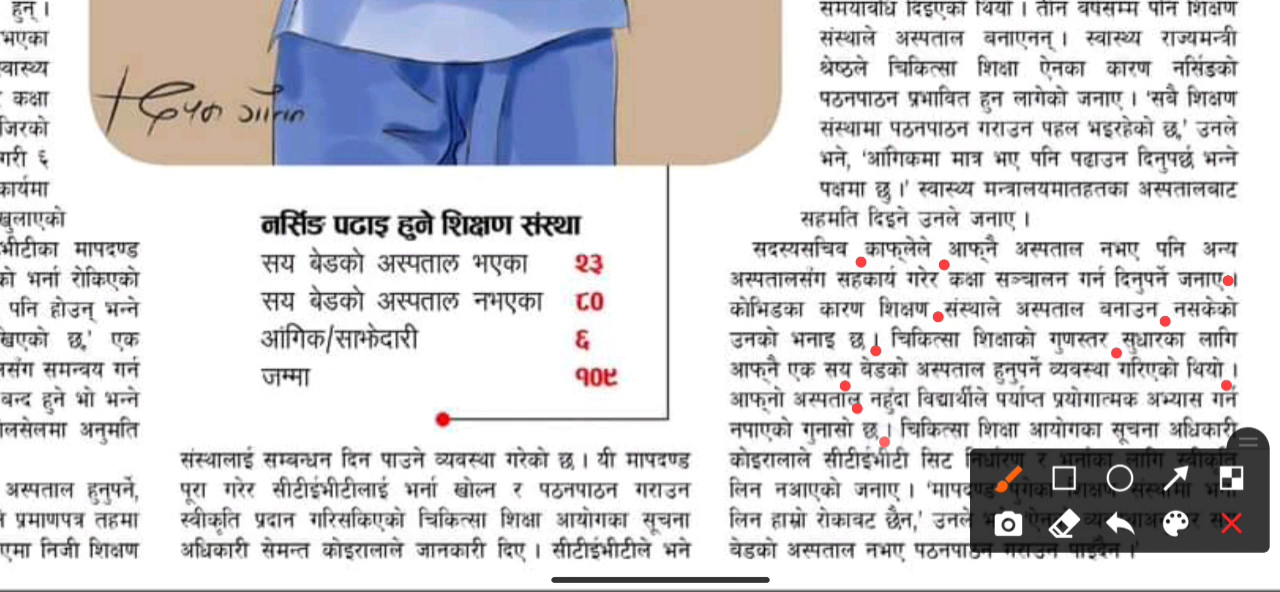 हुन् ।
भएका
कक्षा
गरी ६
कार्यमा
मापदण्ड
भर्ना रोकिएको
पनि होउन् भन्ने
छ,’ एक
समन्वय गर्न
बन्द हुने भो भन्ने
अनुमति
अस्पताल हुनुपर्ने,
प्रमाणपत्र तहमा
निजी शिक्षण
नर्सिङ पढाइ हुने शिक्षण संस्था
सय बेडको अस्पताल भएका २३
सय बेडको अस्पताल नभएका ८०
आंगिक/साझेदारी ६
जम्मा १०९
संस्थालाई सम्बन्धन दिन पाउने व्यवस्था गरेको छ । यी मापदण्ड
पूरा गरेर सीटीईभीटीलाई भर्ना खोल्न र पठनपाठन गराउन
स्वीकृति प्रदान गरिसकिएको चिकित्सा शिक्षा आयोगका सूचना
अधिकारी सेमन्त कोइरालाले जानकारी दिए । सीटीईभीटीले भने
समयावधि दिइएको थियो । तीन वर्षसम्म पनि शिक्षण
संस्थाले अस्पताल बनाएनन् । स्वास्थ्य राज्यमन्त्री
श्रेष्ठले चिकित्सा शिक्षा ऐनका कारण नर्सिङको
पठनपाठन प्रभावित हुन लागेको जनाए । ‘सबै शिक्षण
संस्थामा पठनपाठन गराउन पहल भइरहेको छ,’ उनले
भने, ‘आंगिकमा मात्र भए पनि पढाउन दिनुपर्छ भन्ने
पक्षमा छु ।’ स्वास्थ्य मन्त्रालयमातहतका अस्पतालबाट
सहमति दिइने उनले जनाए ।
सदस्यसचिव काफ्लेले आफ्नै अस्पताल नभए पनि अन्य
अस्पतालसँग सहकार्य गरेर कक्षा सञ्चालन गर्न दिनुपर्ने जनाए ।
कोभिडका कारण शिक्षण संस्थाले अस्पताल बनाउन नसकेको
उनको भनाइ छ । चिकित्सा शिक्षाको गुणस्तर सुधारका लागि
आफ्नै एक सय बेडको अस्पताल हुनुपर्ने व्यवस्था गरिएको थियो ।
आफ्नो अस्पताल नहुँदा विद्यार्थीले पर्याप्त प्रयोगात्मक अभ्यास गर्न
नपाएको गुनासो छ । चिकित्सा शिक्षा आयोगका सूचना अधिकारी
कोइरालाले सीटीईभीटी सिट निर्धारण र भर्नाका लागि स्वीकृति
लिन नआएको जनाए । ‘मापदण्ड पुगेका शिक्षण संस्थामा भर्ना
लिन हाम्रो रोकावट छैन,’ उनले
बेडको अस्पताल नभए पठनपाठन गराउन पाइँदैन ।’